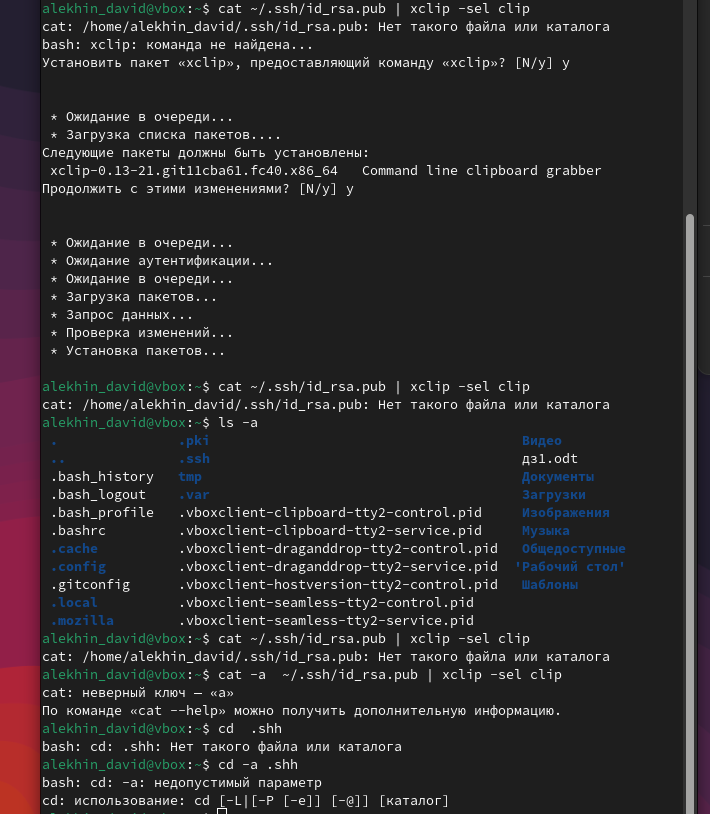 alekhin_david@vbox:~$ cat ~/.ssh/id_rsa.pub | xclip -sel clip
cat: /home/alekhin_david/.ssh/id_rsa.pub: Нет такого файла или каталога
bash: xclip: команда не найдена...
Установить пакет «xclip», предоставляющий команду «xclip»? [N/y] y
* Ожидание в очереди...
* Загрузка списка пакетов....
Следующие пакеты должны быть установлены:
xclip-0.13-21.git11cba61.fc40.x86_64   Command line clipboard grabber
Продолжить с этими изменениями? [N/y] y
* Ожидание в очереди...
* Ожидание аутентификации...
* Ожидание в очереди...
* Загрузка пакетов...
* Запрос данных...
* Проверка изменений...
* Установка пакетов...
alekhin_david@vbox:~$ cat ~/.ssh/id_rsa.pub | xclip -sel clip
cat: /home/alekhin_david/.ssh/id_rsa.pub: Нет такого файла или каталога
alekhin_david@vbox:~$ ls -a
.   .pki   Видео
..   .ssh   дз1.odt
.bash_history   tmp   Документы
.bash_logout   .var   Загрузки
.bash_profile   .vboxclient-clipboard-tty2-control.pid   Изображения
.bashrc   .vboxclient-clipboard-tty2-service.pid   Музыка
.cache   .vboxclient-draganddrop-tty2-control.pid   Общедоступные
.config   .vboxclient-draganddrop-tty2-service.pid   'Рабочий стол'
.gitconfig   .vboxclient-hostversion-tty2-control.pid   Шаблоны
.local   .vboxclient-seamless-tty2-control.pid
.mozilla   .vboxclient-seamless-tty2-service.pid
alekhin_david@vbox:~$ cat ~/.ssh/id_rsa.pub | xclip -sel clip
cat: /home/alekhin_david/.ssh/id_rsa.pub: Нет такого файла или каталога
alekhin_david@vbox:~$ cat -a  ~/.ssh/id_rsa.pub | xclip -sel clip
cat: неверный ключ — «a»
По команде «cat --help» можно получить дополнительную информацию.
alekhin_david@vbox:~$ cd  .shh
bash: cd: .shh: Нет такого файла или каталога
alekhin_david@vbox:~$ cd -a .shh
bash: cd: -a: недопустимый параметр
cd: использование: cd [-L|[-P [-e]] [-@]] [каталог]